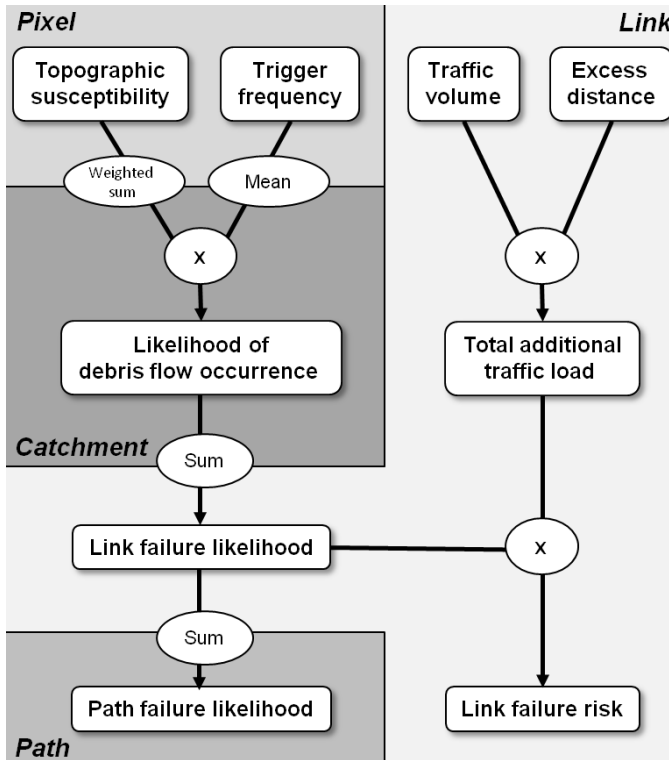 Pixel
Link
Topographic
susceptibility
Trigger
frequency
Traffic
volume
Excess
distance
Weighted
sum
Mean
x
x
Likelihood of
debris flow occurrence
Total additional
traffic load
Catchment
Sum
Link failure likelihood
x
Sum
Path failure likelihood
Link failure risk
Path